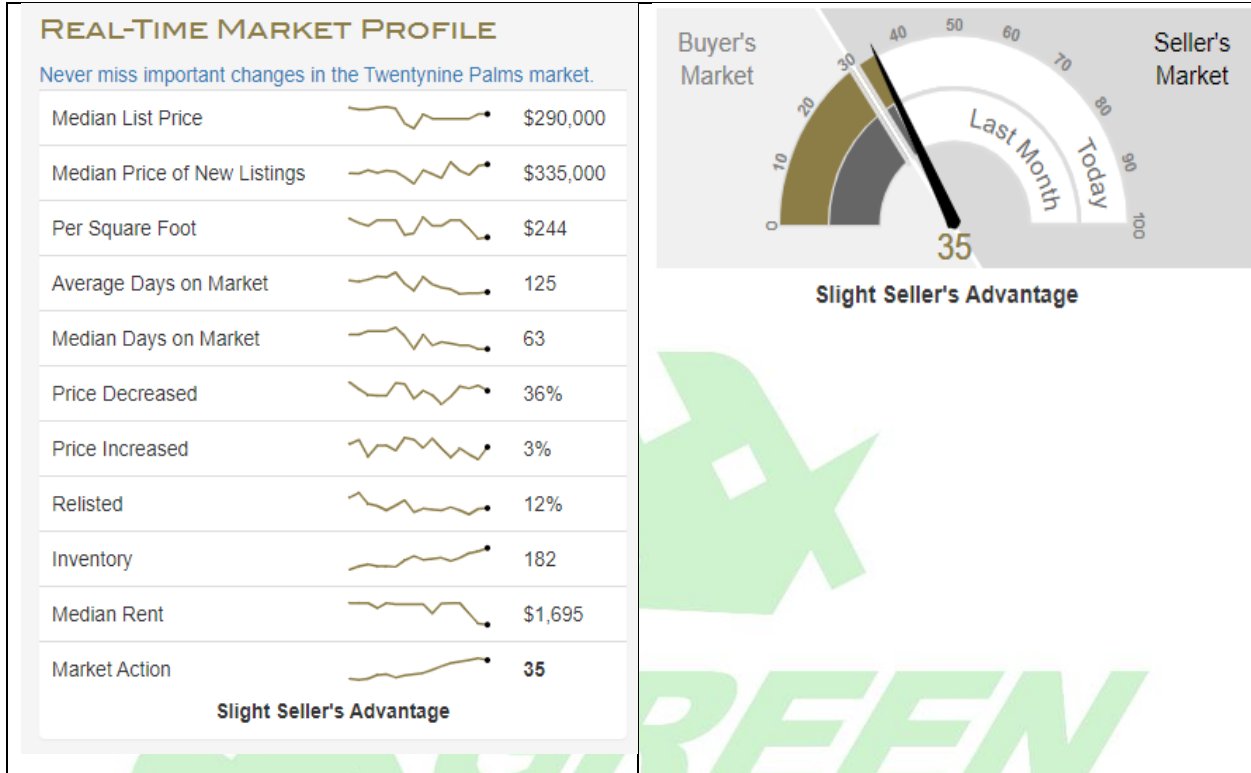 REAL-TIME MARKET PROFILE
Never miss important changes in the Twentynine Palms market.
Median List Price $290,000
Median Price of New Listings $335,000
Per Square Foot $244
Average Days on Market 125
Median Days on Market 63
Price Decreased 36%
Price Increased 3%
Relisted 12%
Inventory 182
Median Rent $1,695
Market Action 35
Slight Seller's Advantage
Buyer's
Market
Seller's
Market
0
10
20
30
40
50
60
70
80
90
100
Last Month
Today
35
Slight Seller's Advantage
GREEN